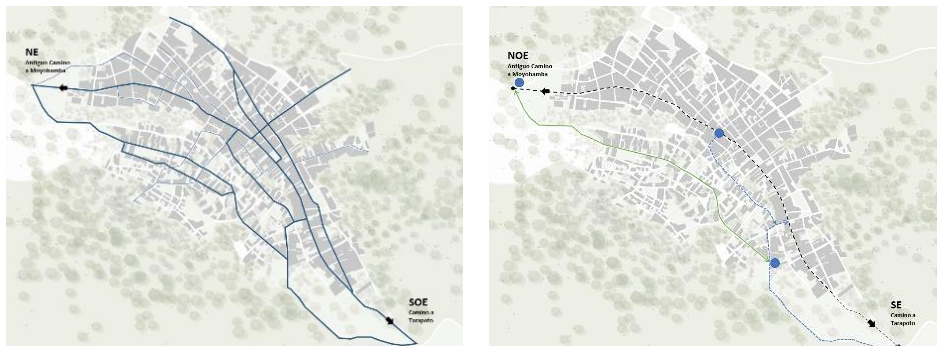 NE
Antiguo Camino
a Moyobamba
SOE
Camino a
Tarapoto
NOE
Antiguo Camino
a Moyobamba
SE
Camino a
Tarapoto